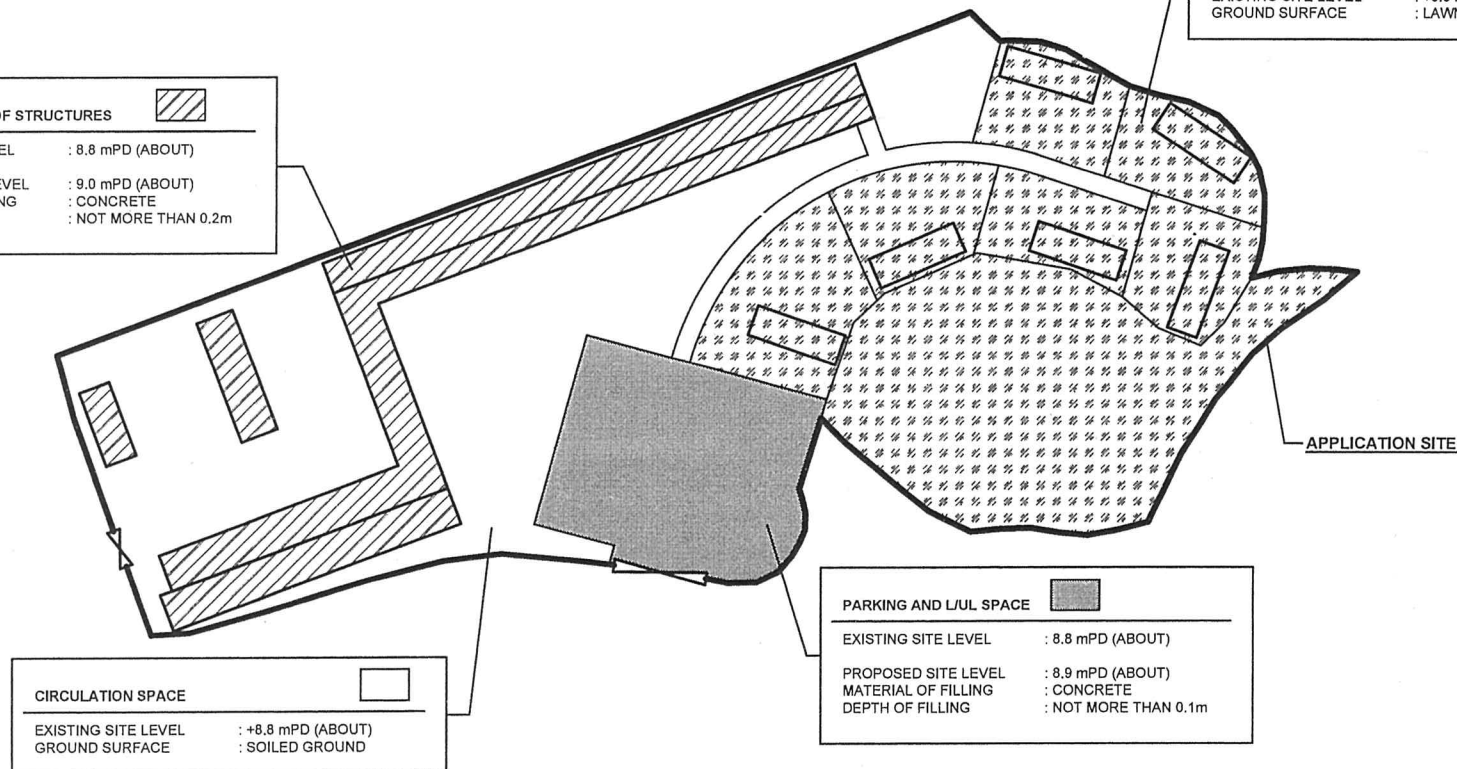 GROUND SURFACE : LAWN
OF STRUCTURES
: 8.8 mPD (ABOUT)
: 9.0 mPD (ABOUT)
: CONCRETE
: NOT MORE THAN 0.2m
APPLICATION SITE
PARKING AND L/UL SPACE
EXISTING SITE LEVEL : 8.8 mPD (ABOUT)
PROPOSED SITE LEVEL : 8.9 mPD (ABOUT)
MATERIAL OF FILLING : CONCRETE
DEPTH OF FILLING : NOT MORE THAN 0.1m
CIRCULATION SPACE
EXISTING SITE LEVEL : +8.8 mPD (ABOUT)
GROUND SURFACE : SOILED GROUND